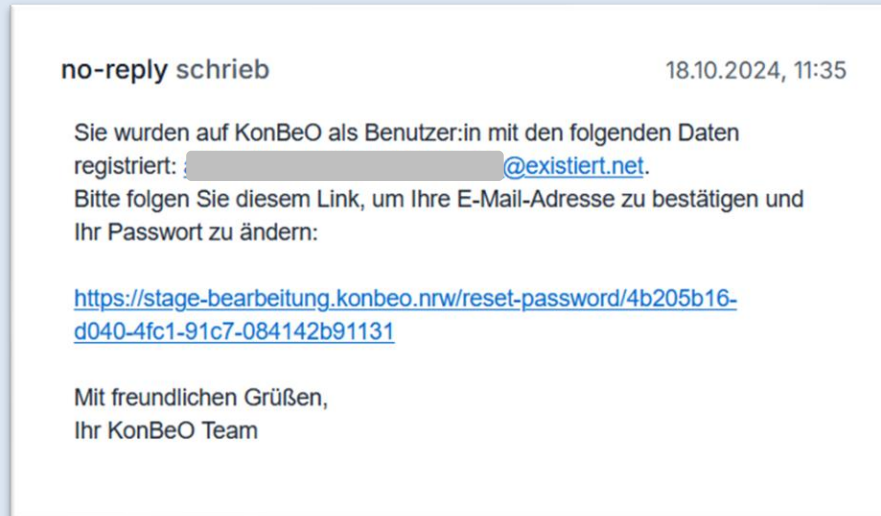 no-reply schrieb 18.10.2024, 11:35
Sie wurden auf KonBeO als Benutzer:in mit den folgenden Daten
registriert: @existiert.net.
Bitte folgen Sie diesem Link, um Ihre E-Mail-Adresse zu bestätigen und
Ihr Passwort zu ändern:
https://stage-bearbeitung.konbeo.nrw/reset-password/4b205b16-
d040-4fc1-91c7-084142b91131
Mit freundlichen Grüßen,
Ihr KonBeO Team